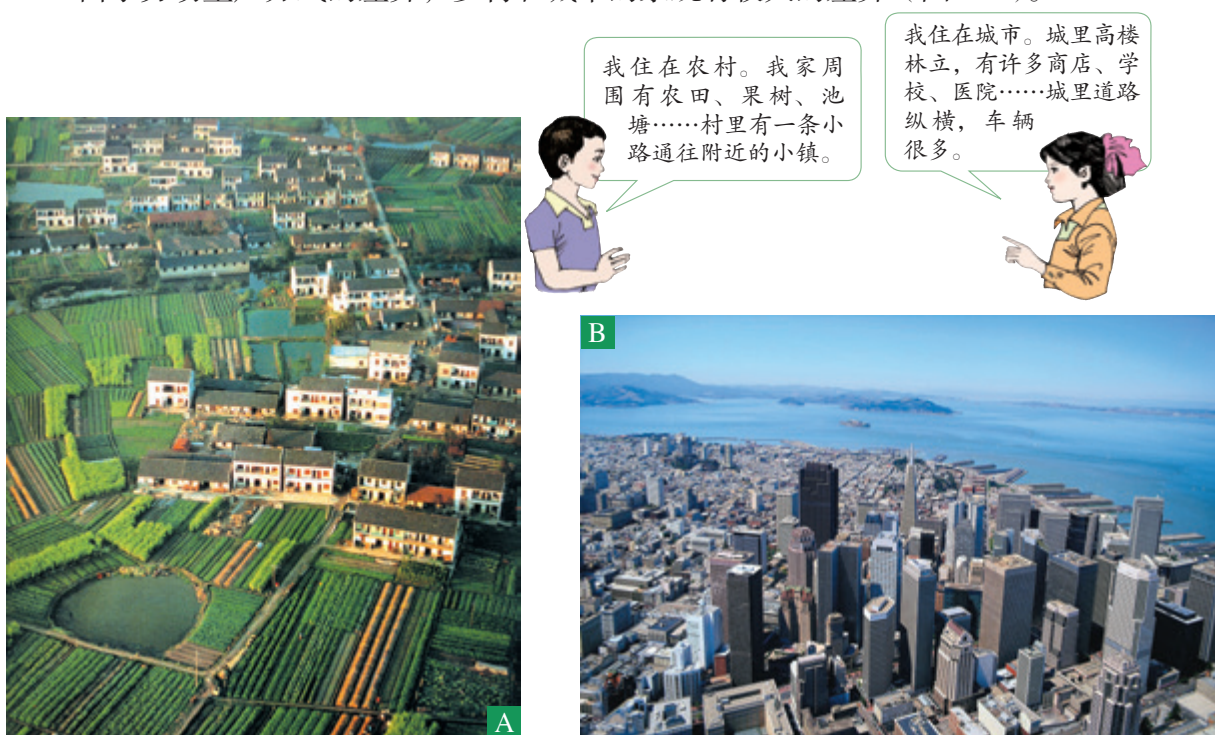 我住在农村。我家周
围有农田、果树、池
塘……村里有一条小
路通往附近的小镇。
我住在城市。城里高楼
林立，有许多商店、学
校、医院……城里道路
纵横，车辆
很多。
A
B